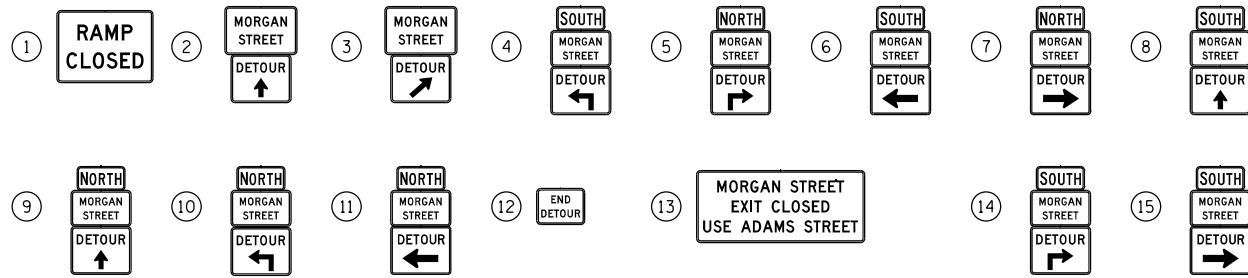 1
RAMP
CLOSED
2
MORGAN
STREET
DETOUR
3
MORGAN
STREET
DETOUR
4
SOUTH
MORGAN
STREET
DETOUR
5
NORTH
MORGAN
STREET
DETOUR
6
SOUTH
MORGAN
STREET
DETOUR
7
NORTH
MORGAN
STREET
DETOUR
8
SOUTH
MORGAN
STREET
DETOUR
9
NORTH
MORGAN
STREET
DETOUR
10
NORTH
MORGAN
STREET
DETOUR
11
NORTH
MORGAN
STREET
DETOUR
12
END
DETOUR
13
MORGAN STREET
EXIT CLOSED
USE ADAMS STREET
14
SOUTH
MORGAN
STREET
DETOUR
15
SOUTH
MORGAN
STREET
DETOUR